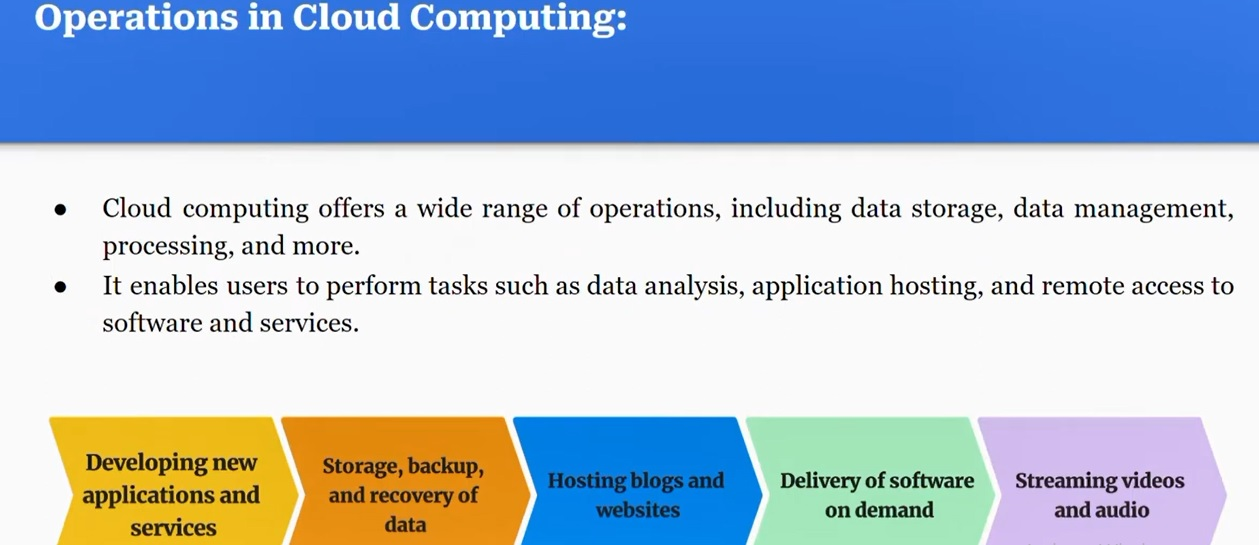 Operations in Cloud Computing:
● Cloud computing offers a wide range of operations, including data storage, data management,
processing, and more.
● It enables users to perform tasks such as data analysis, application hosting, and remote access to
software and services.
Developing new
applications and
services
Storage, backup,
and recovery of
data
Hosting blogs and
websites
Delivery of software
on demand
Streaming videos
and audio